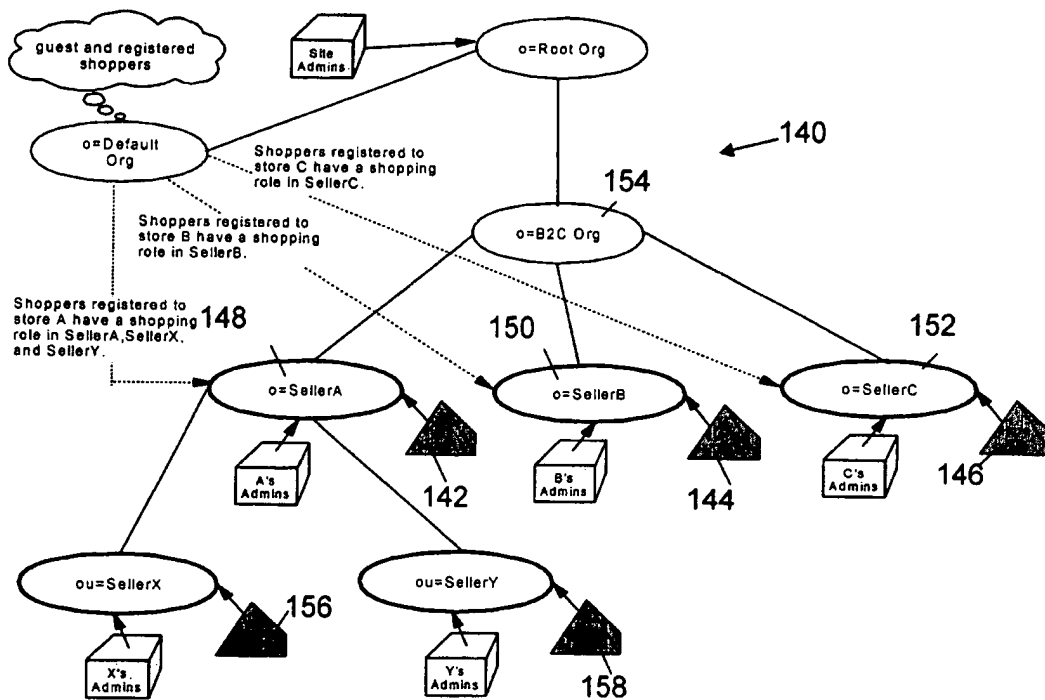 guest and registered
shoppers
Site
Admins
o=Root Org
o=Default
Org
140
Shoppers registered to
store C have a shopping
role in SellerC.
154
Shoppers registered to
store B have a shopping
role in SellerB.
o=B2C Org
Shoppers registered to
store A have a shopping
role in SellerA,SellerX,
and SellerY.
148
150
152
o=SellerA
o=SellerB
o=SellerC
A's
Admins
142
B's
Admins
144
C's
Admins
146
ou=SellerX
ou=SellerY
156
X's.
Admins
Y's
Admins
158